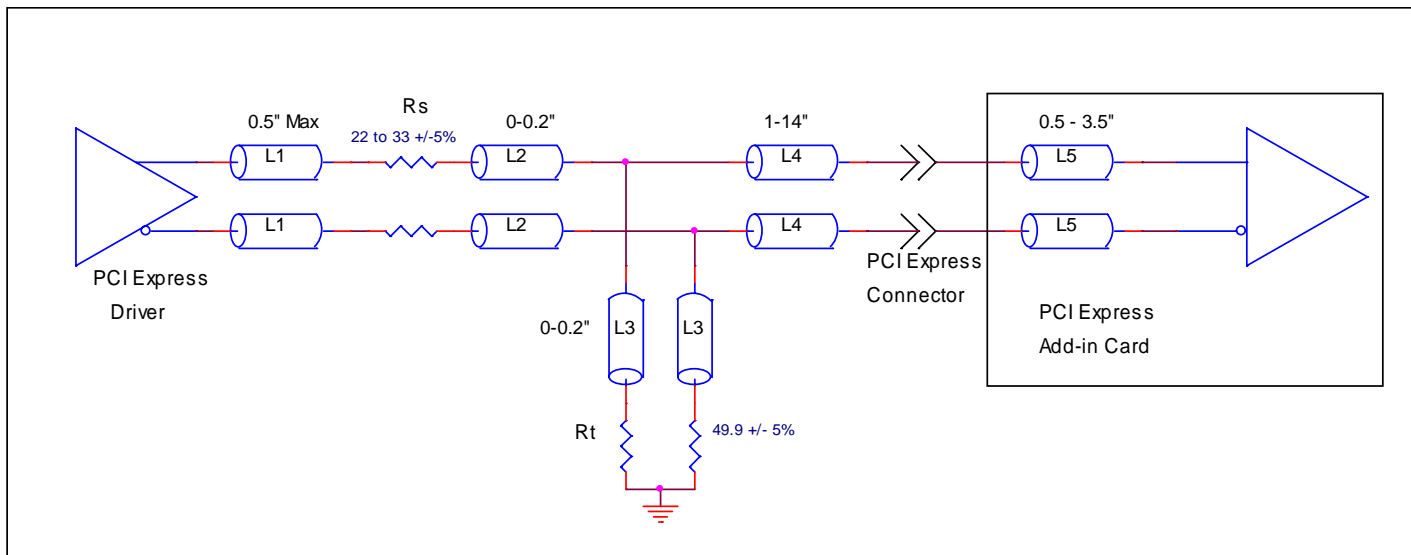 Rs
0.5" Max
22 to 33 +/-5%
0-0.2"
1-14"
0.5 - 3.5"
L1
L2
L4
L5
L1
L2
L4
L5
PCI Express
Driver
PCI Express
Connector
0-0.2"
L3
L3
PCI Express
Add-in Card
Rt
49.9 +/- 5%